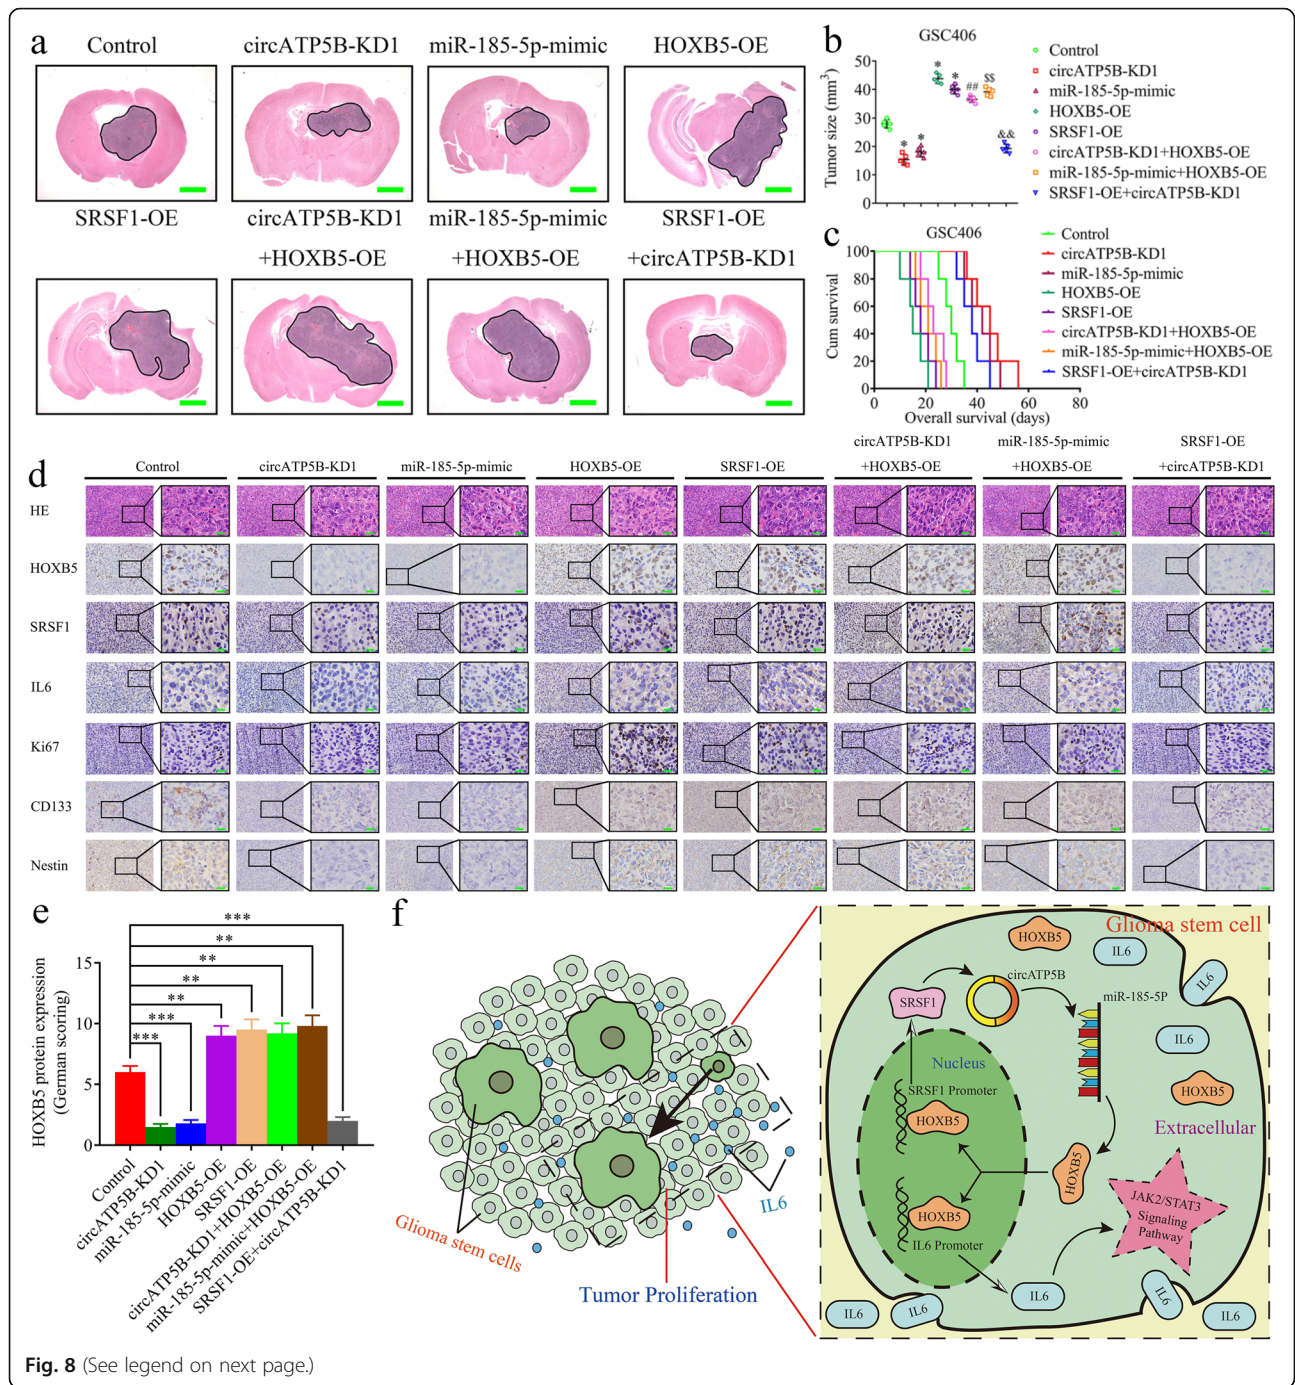 a
Control
circATP5B-KD1
miR-185-5p-mimic
HOXB5-OE
SRSF1-OE
circATP5B-KD1
miR-185-5p-mimic
SRSF1-OE
+HOXB5-OE
+HOXB5-OE
+circATP5B-KD1
b
GSC406
Tumor size (mm³)
50
40
30
20
10
0
*
*
*
*
##
$$
&&
Control
circATP5B-KD1
miR-185-5p-mimic
HOXB5-OE
SRSF1-OE
circATP5B-KD1+HOXB5-OE
miR-185-5p-mimic+HOXB5-OE
SRSF1-OE+circATP5B-KD1
c
GSC406
Cum survival
100
80
60
40
20
0
0 20 40 60 80
Overall survival (days)
Control
circATP5B-KD1
miR-185-5p-mimic
HOXB5-OE
SRSF1-OE
circATP5B-KD1+HOXB5-OE
miR-185-5p-mimic+HOXB5-OE
SRSF1-OE+circATP5B-KD1
d
Control
circATP5B-KD1
miR-185-5p-mimic
HOXB5-OE
SRSF1-OE
circATP5B-KD1
+HOXB5-OE
miR-185-5p-mimic
+HOXB5-OE
SRSF1-OE
+circATP5B-KD1
HE
HOXB5
SRSF1
IL6
Ki67
CD133
Nestin
e
HOXB5 protein expression
(German scoring)
15
10
5
0
***
**
**
**
**
***
***
Control
circATP5B-KD1
miR-185-5p-mimic
HOXB5-OE
SRSF1-OE
circATP5B-KD1+HOXB5-OE
miR-185-5p-mimic+HOXB5-OE
SRSF1-OE+circATP5B-KD1
f
Glioma stem cells
Tumor Proliferation
IL6
Glioma stem cell
HOXB5
IL6
IL6
SRSF1
circATP5B
miR-185-5P
IL6
Nucleus
SRSF1 Promoter
HOXB5
HOXB5
Extracellular
HOXB5
HOXB5
IL6 Promoter
JAK2/STAT3
Signaling
Pathway
IL6
IL6
IL6
IL6
IL6
Fig. 8 (See legend on next page.)